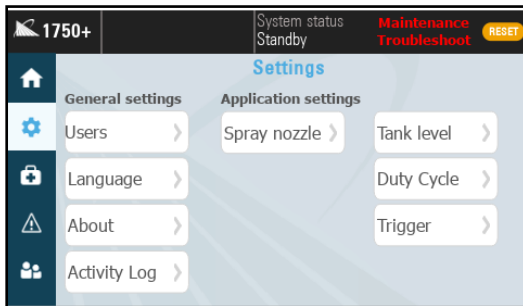 1750+
System status
Standby
Maintenance
Troubleshoot
RESET
Settings
General settings
Application settings
Users
Spray nozzle
Tank level
Language
Duty Cycle
About
Trigger
Activity Log